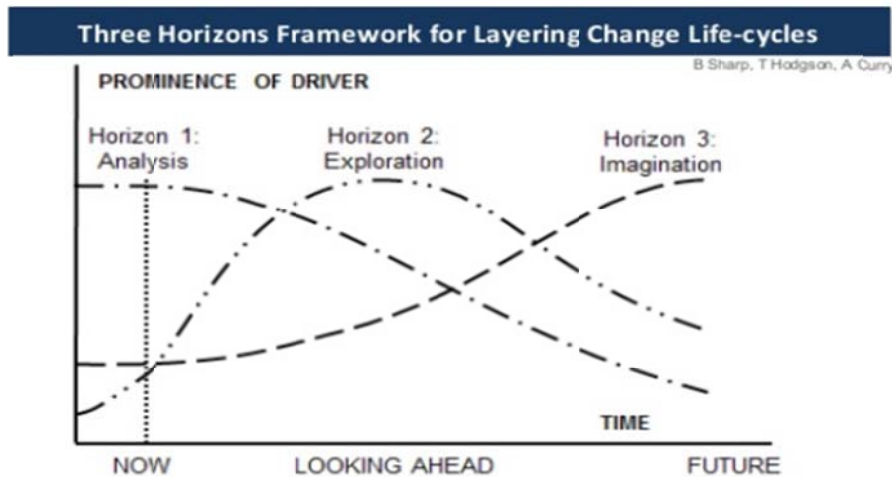 Three Horizons Framework for Layering Change Life-cycles
B Sharp, T Hodgson, A Curry
PROMINENCE OF DRIVER
Horizon 1:
Analysis
Horizon 2:
Exploration
Horizon 3:
Imagination
TIME
NOW
LOOKING AHEAD
FUTURE